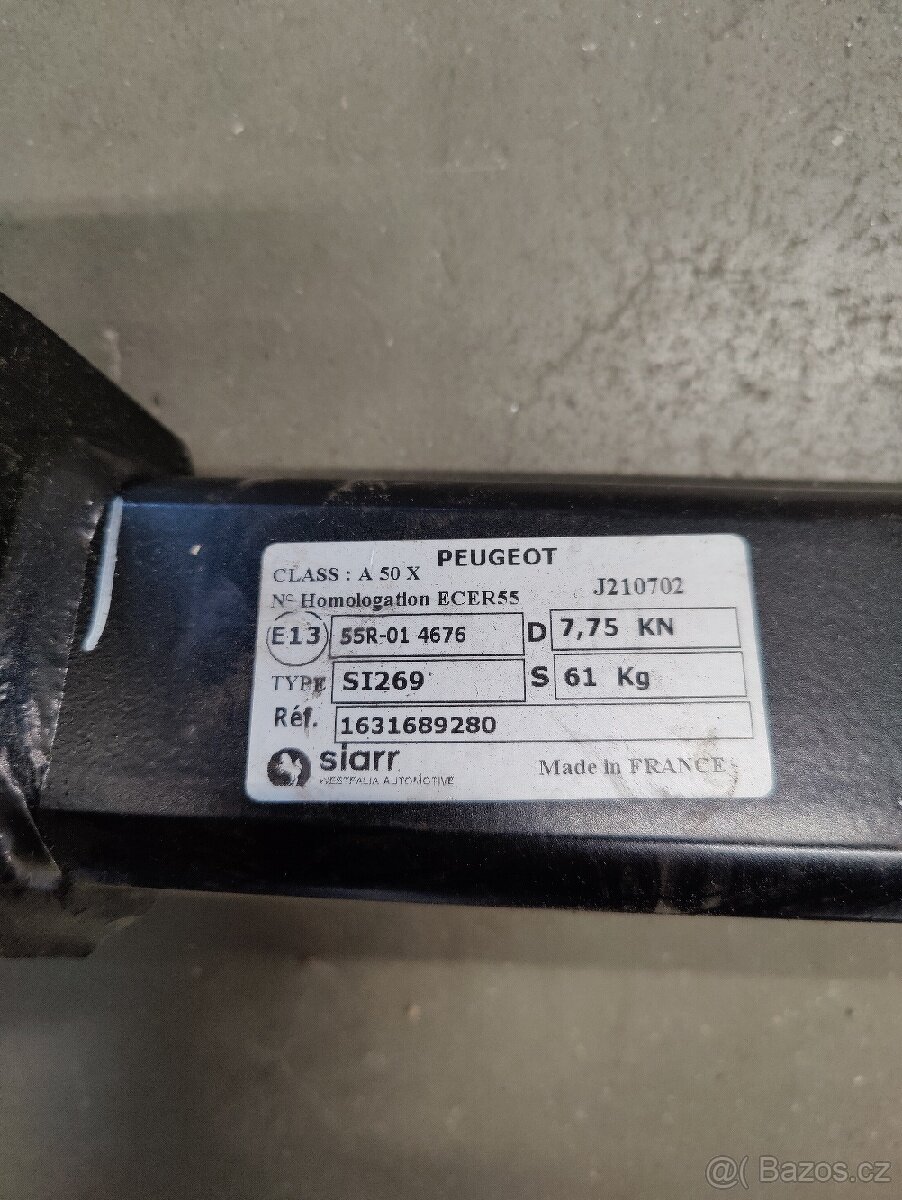 PEUGEOT
CLASS : A 50 X
J210702
N° Homologation ECER55
E13 55R-01 4676 D 7,75 KN
TYPE SI269 S 61 Kg
Réf. 1631689280
siarr
WESTFALIA AUTOMOTIVE
Made in FRANCE
@( Bazos.cz